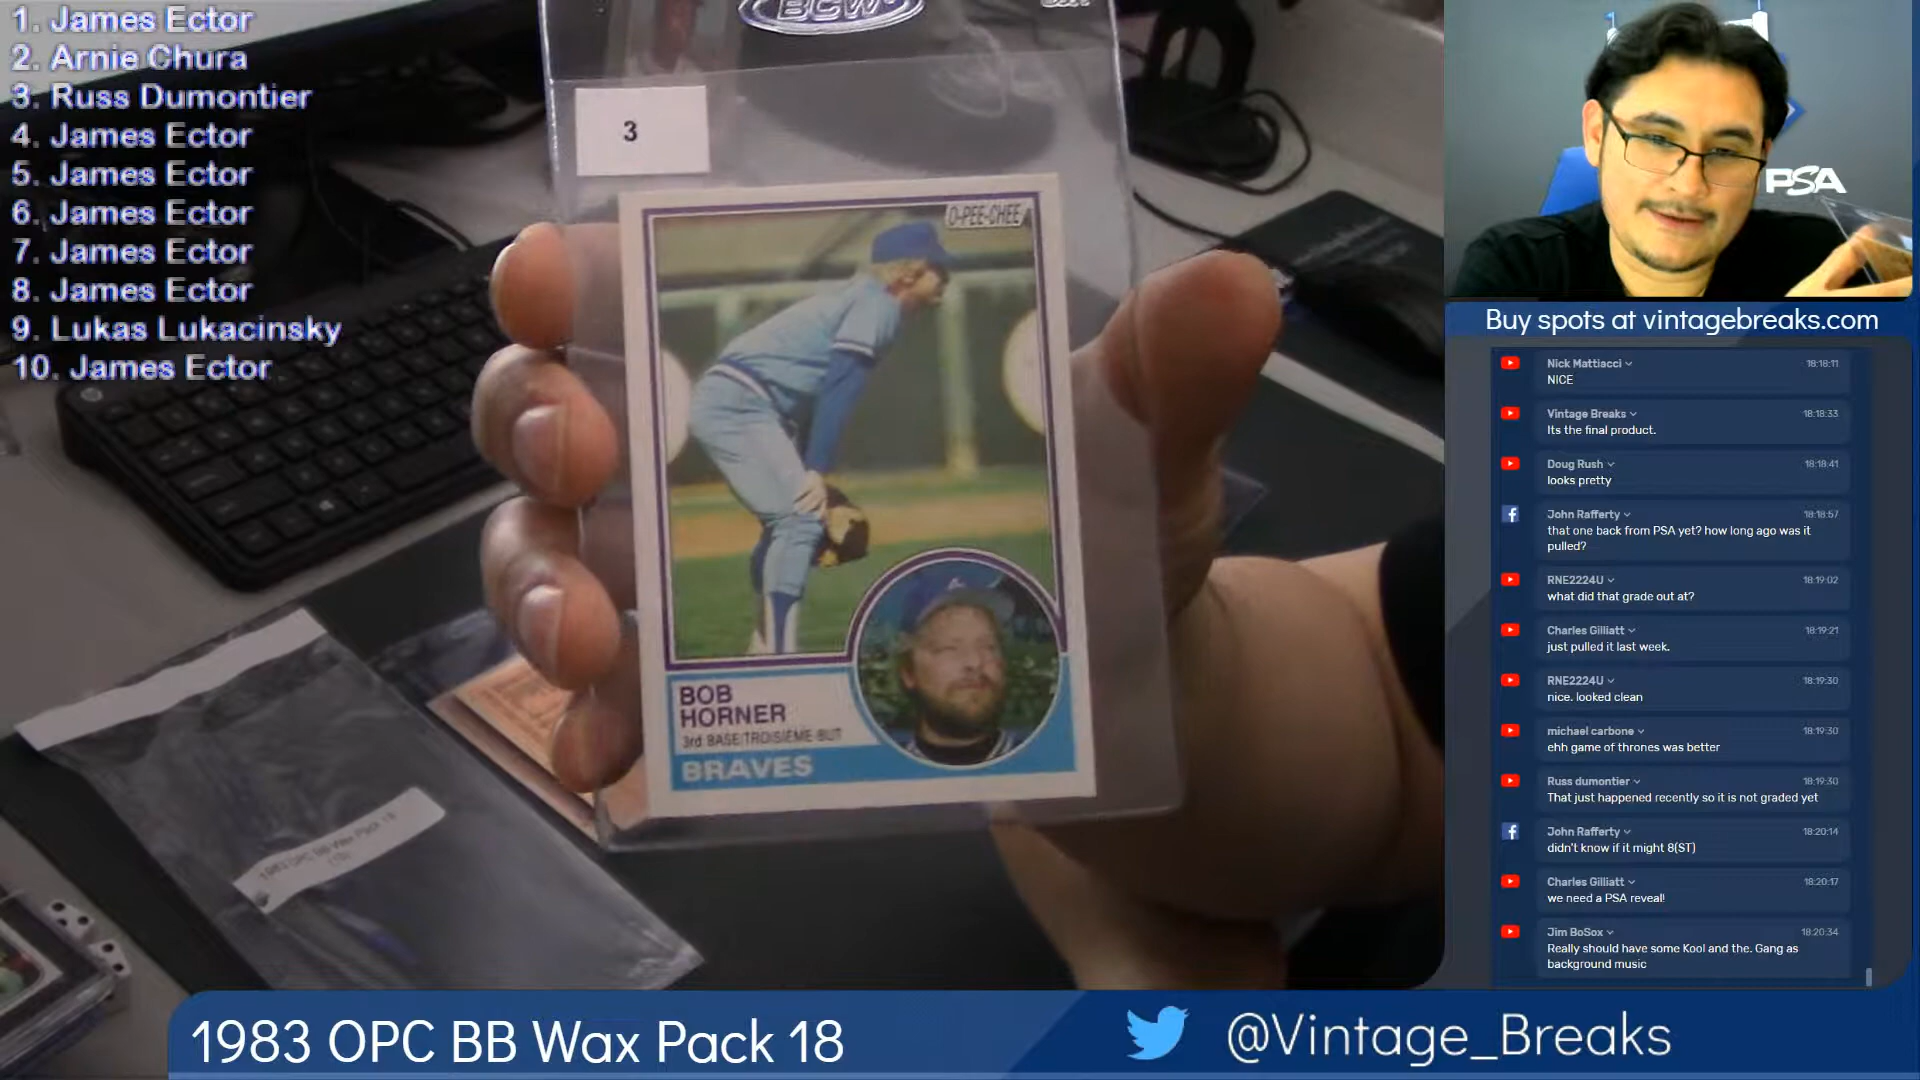 1. James Ector
2. Arnie Chura
3. Russ Dumontier
4. James Ector
5. James Ector
6. James Ector
7. James Ector
8. James Ector
9. Lukas Lukacinsky
10. James Ector
BCW
3
O-PEE-CHEE
BOB
HORNER
3rd BASE/TROISIÈME-BUT
BRAVES
1983 OPC BB Wax Pack 18
PSA
Buy spots at vintagebreaks.com
Nick Mattiacci 18:18:11
NICE
Vintage Breaks 18:18:33
Its the final product.
Doug Rush 18:18:41
looks pretty
John Rafferty 18:18:57
that one back from PSA yet? how long ago was it
pulled?
RNE2224U 18:19:02
what did that grade out at?
Charles Gilliatt 18:19:21
just pulled it last week.
RNE2224U 18:19:30
nice. looked clean
michael carbone 18:19:30
ehh game of thrones was better
Russ dumontier 18:19:30
That just happened recently so it is not graded yet
John Rafferty 18:20:14
didn't know if it might 8(ST)
Charles Gilliatt 18:20:17
we need a PSA reveal!
Jim BoSox 18:20:34
Really should have some Kool and the. Gang as
background music
1983 OPC BB Wax Pack 18
@Vintage_Breaks